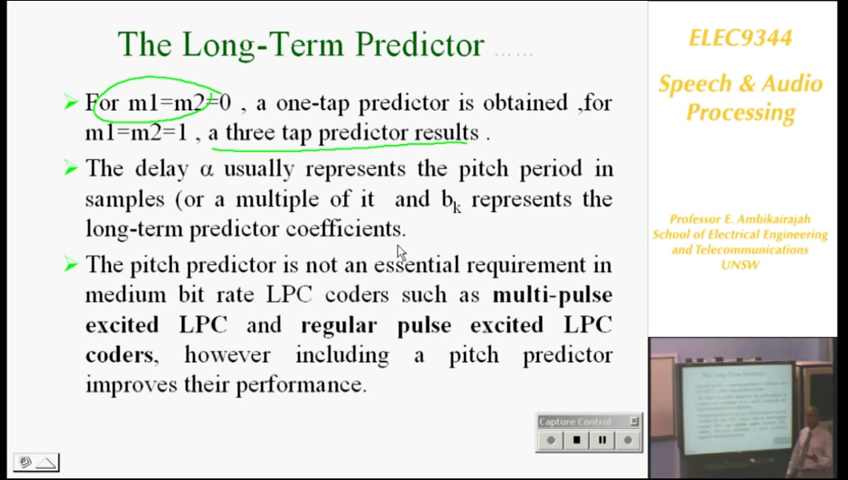 The Long-Term Predictor ......
For m1=m2=0 , a one-tap predictor is obtained ,for
m1=m2=1 , a three tap predictor results .
The delay α usually represents the pitch period in
samples (or a multiple of it and bk represents the
long-term predictor coefficients.
The pitch predictor is not an essential requirement in
medium bit rate LPC coders such as multi-pulse
excited LPC and regular pulse excited LPC
coders, however including a pitch predictor
improves their performance.
Capture Control
ELEC9344
Speech & Audio
Processing
Professor E. Ambikairajah
School of Electrical Engineering
and Telecommunications
UNSW